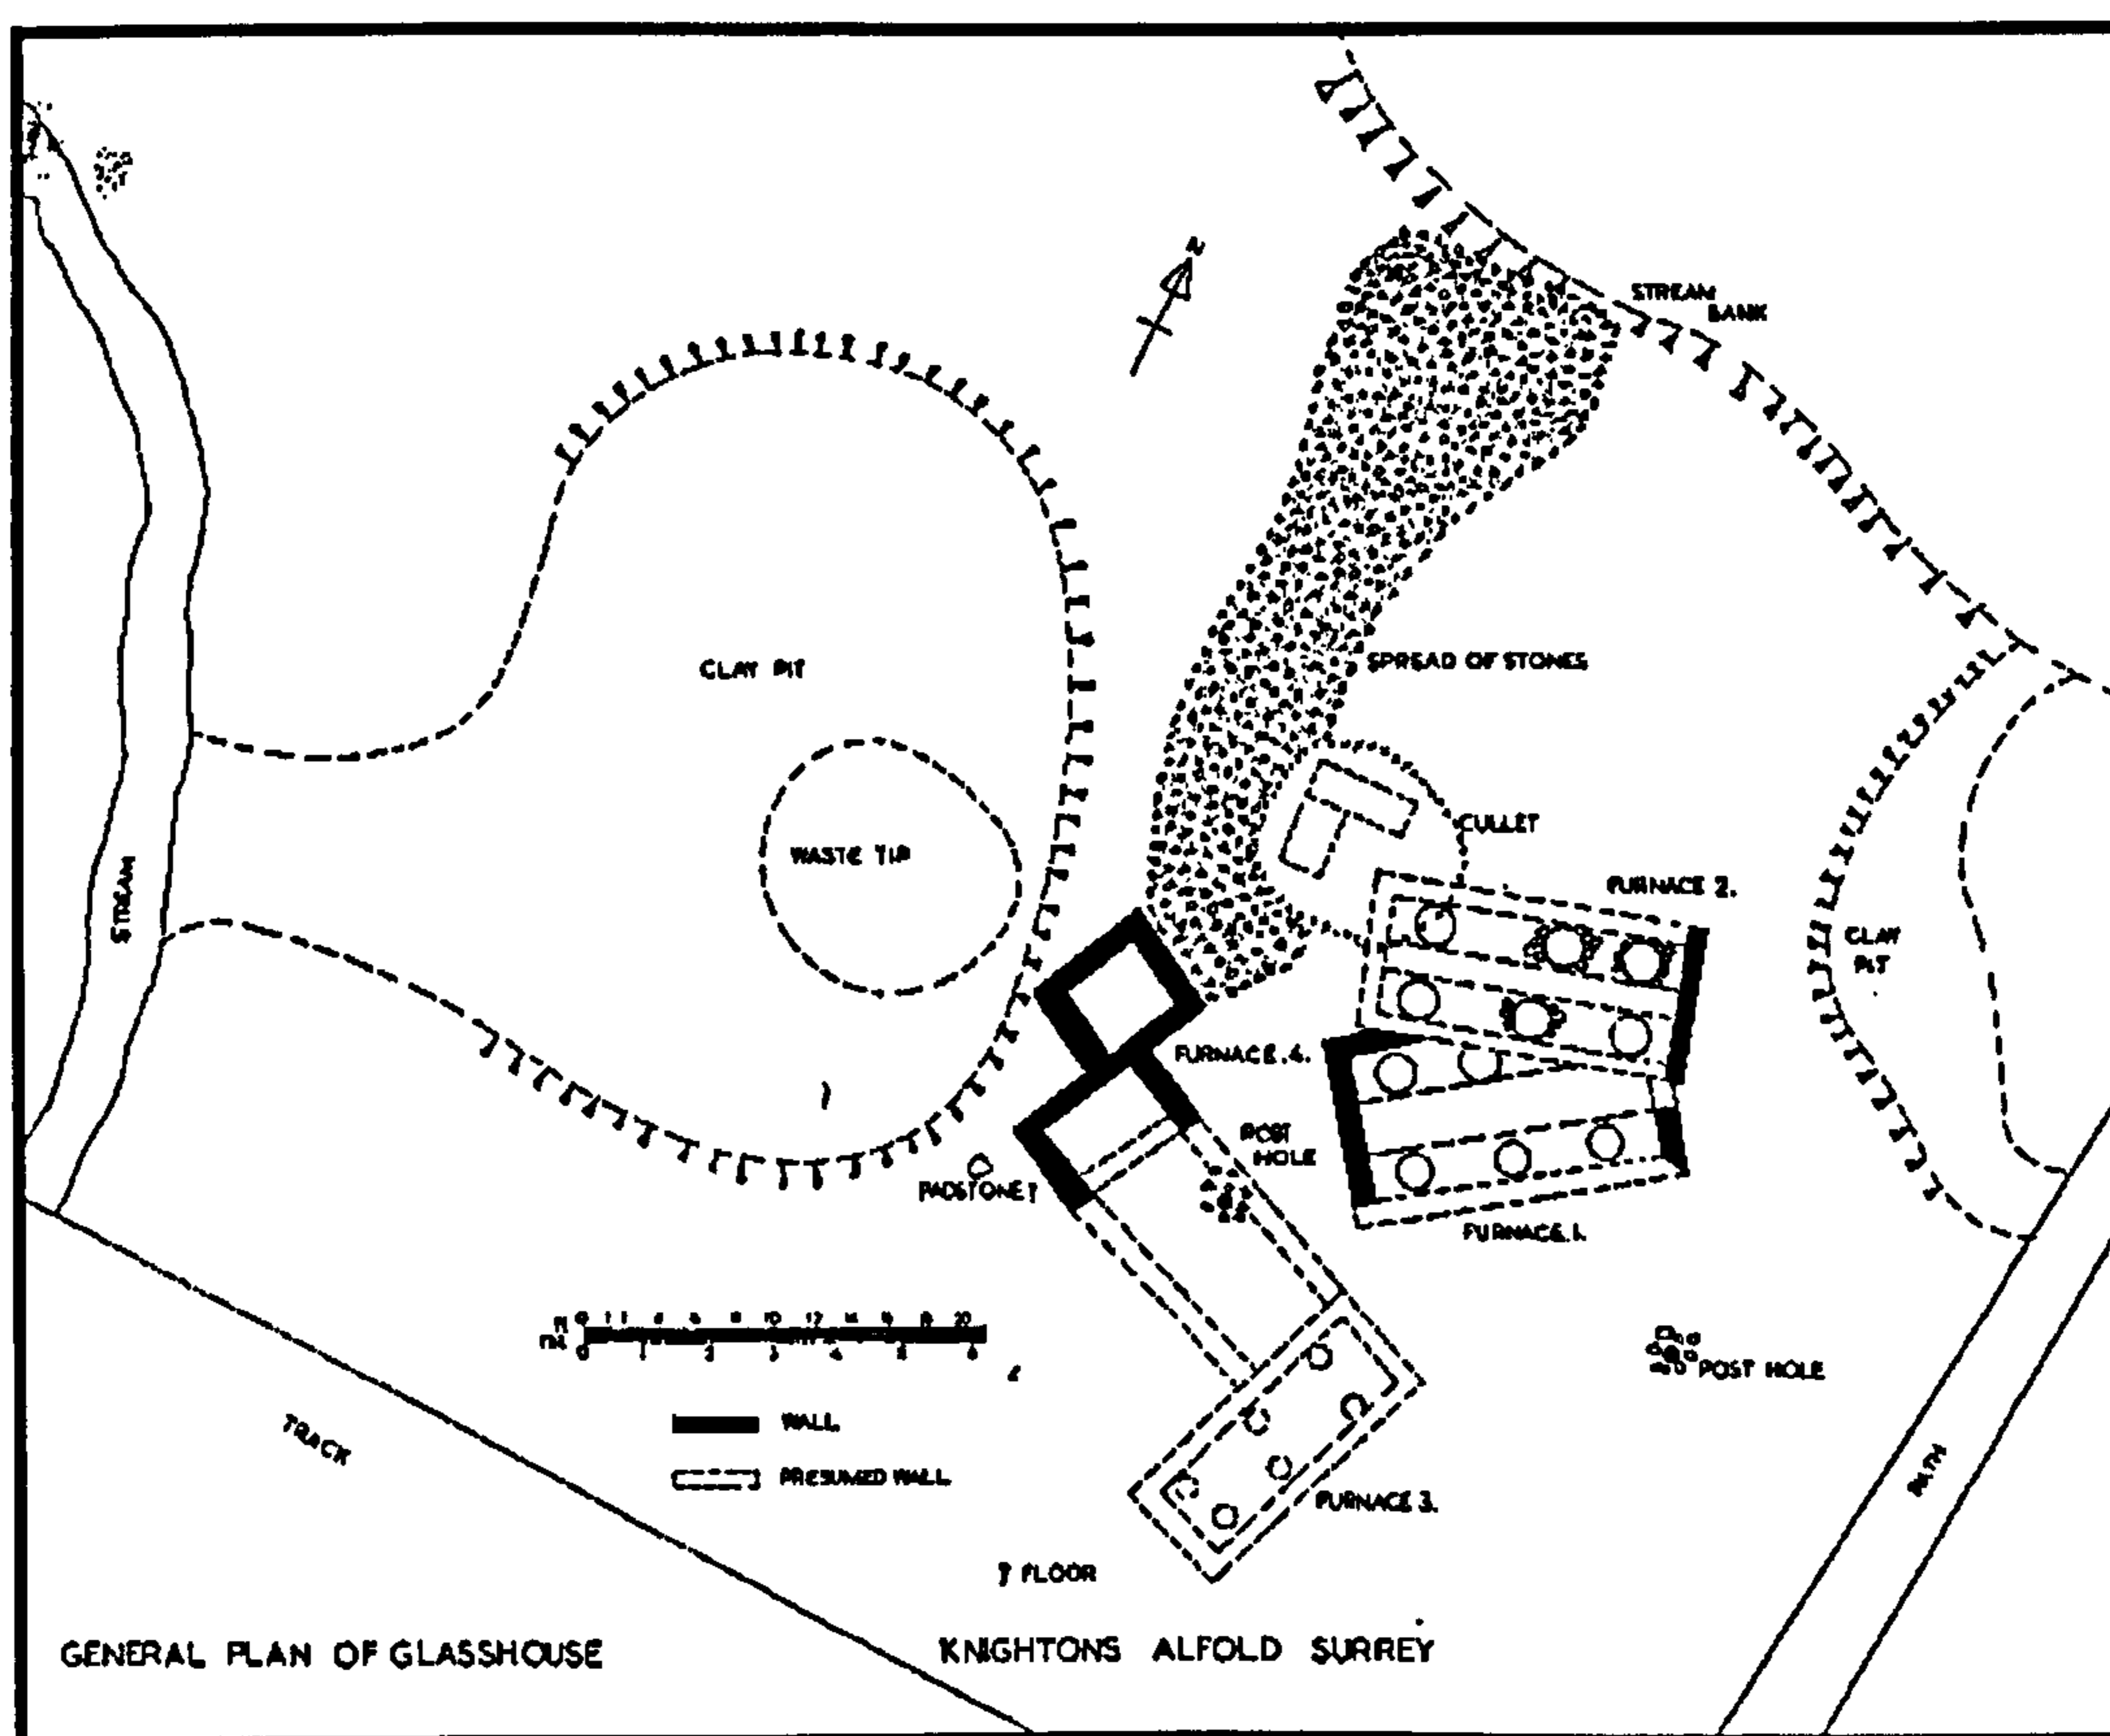 N
STREAM
BANK
CLAY PIT
SPREAD OF STONES
CULLET
WASTE TIP
STREAM
FURNACE 2.
CLAY
PIT
FURNACE.4.
POST
HOLE
PADSTONE?
FURNACE.1.
WALL
PRESUMED WALL
POST HOLE
TRACK
PATH
FURNACE 3.
? FLOOR
GENERAL PLAN OF GLASSHOUSE
KNIGHTONS ALFOLD SURREY